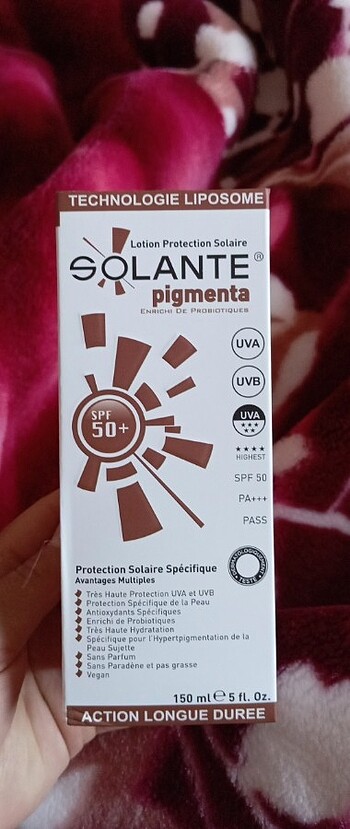 TECHNOLOGIE LIPOSOME
Lotion Protection Solaire
SOLANTE®
pigmenta
ENRICHI DE PROBIOTIQUES
UVA
UVB
SPF
50+
UVA
HIGHEST
SPF 50
PA+++
PASS
DERMATOLOGIQUEMENT
TESTÉ
Protection Solaire Spécifique
Avantages Multiples
Très Haute Protection UVA et UVB
Protection Spécifique de la Peau
Antioxydants Spécifiques
Enrichi de Probiotiques
Très Haute Hydratation
Spécifique pour l'Hypertpigmentation de la
Peau Sujette
Sans Parfum
Sans Paradène et pas grasse
Vegan
150 ml ℮ 5 fl. Oz.
ACTION LONGUE DUREE